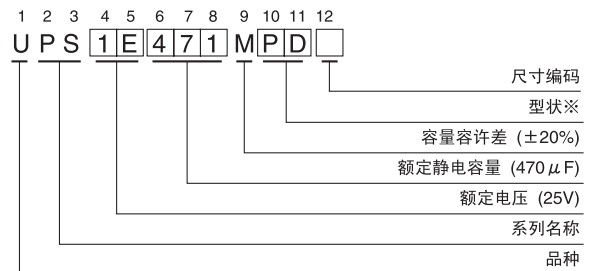 1 2 3 4 5 6 7 8 9 10 11 12
U P S 1 E 4 7 1 M P D
尺寸编码
型状※
容量容许差 (±20%)
额定静电容量 (470μF)
额定电压 (25V)
系列名称
品种